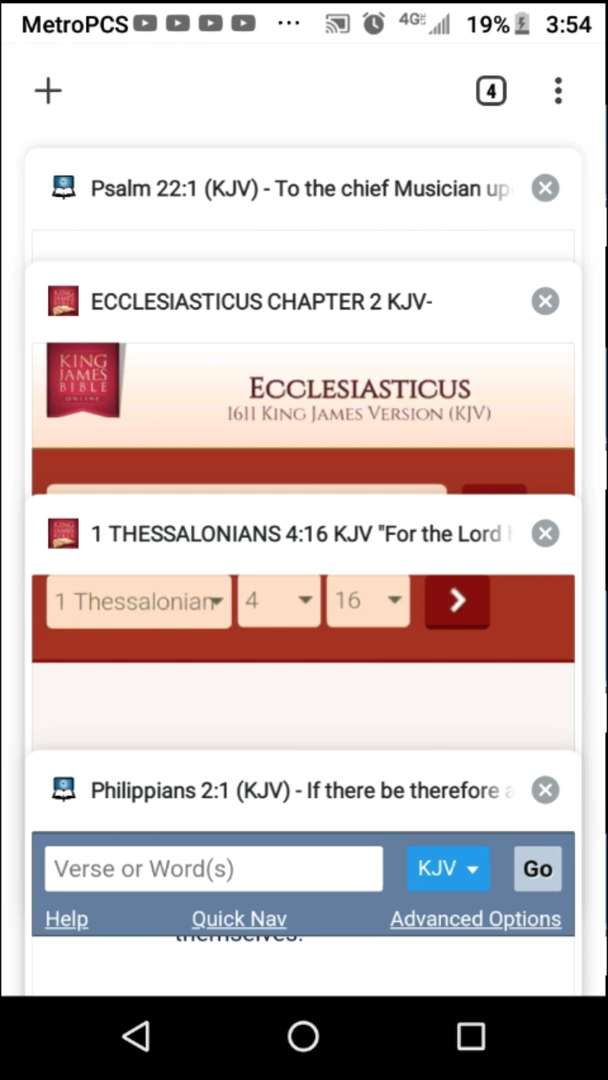 MetroPCS ... 4G 19% 3:54
4
Psalm 22:1 (KJV) - To the chief Musician up
ECCLESIASTICUS CHAPTER 2 KJV-
KING
JAMES
BIBLE
ONLINE
ECCLESIASTICUS
1611 KING JAMES VERSION (KJV)
1 THESSALONIANS 4:16 KJV "For the Lord h
1 Thessalonian 4 16
Philippians 2:1 (KJV) - If there be therefore a
Verse or Word(s) KJV Go
Help Quick Nav Advanced Options
themselves.